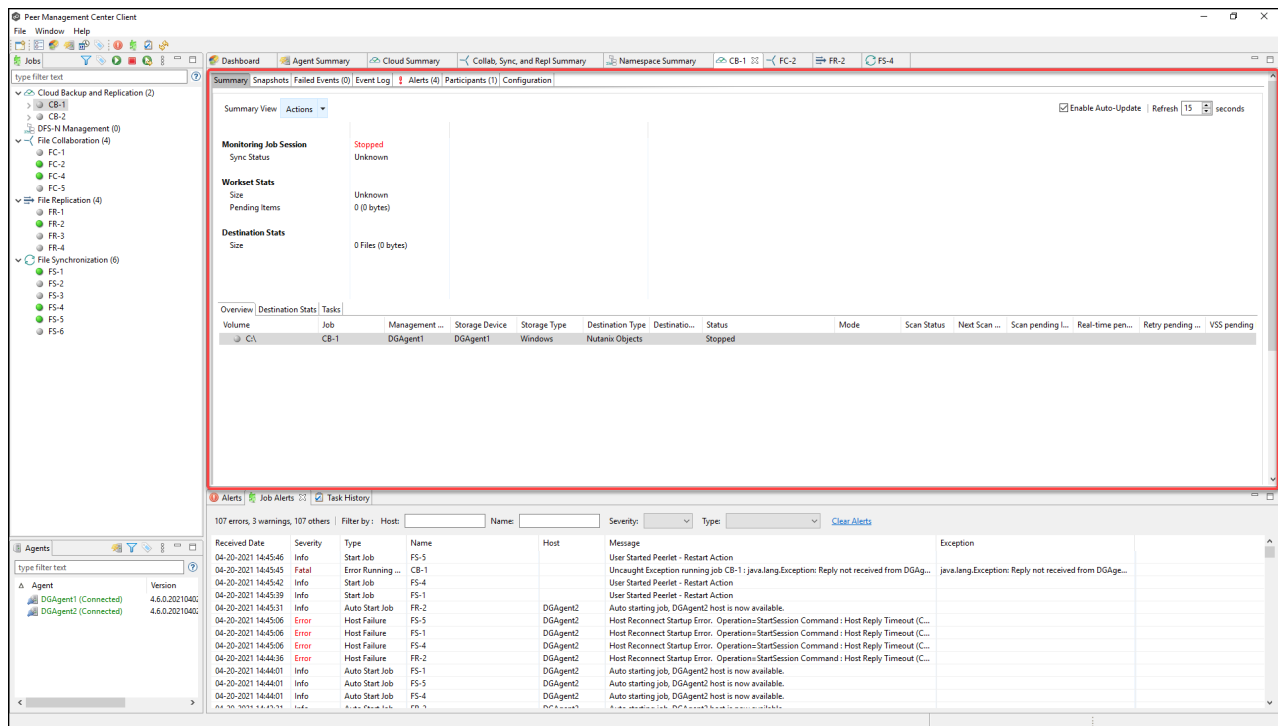 Peer Management Center Client
File Window Help
Jobs
type filter text
Cloud Backup and Replication (2)
CB-1
CB-2
DFS-N Management (0)
File Collaboration (4)
FC-1
FC-2
FC-4
FC-5
File Replication (4)
FR-1
FR-2
FR-3
FR-4
File Synchronization (6)
FS-1
FS-2
FS-3
FS-4
FS-5
FS-6
Agents
type filter text
Agent Version
DGAgent1 (Connected) 4.6.0.20210402
DGAgent2 (Connected) 4.6.0.20210402
Dashboard Agent Summary Cloud Summary Collab, Sync, and Repl Summary Namespace Summary CB-1 FC-2 FR-2 FS-4
Summary Snapshots Failed Events (0) Event Log Alerts (4) Participants (1) Configuration
Summary View Actions Enable Auto-Update Refresh 15 seconds
Monitoring Job Session Stopped
Sync Status Unknown
Workset Stats
Size Unknown
Pending Items 0 (0 bytes)
Destination Stats
Size 0 Files (0 bytes)
Overview Destination Stats Tasks
Volume Job Management ... Storage Device Storage Type Destination Type Destinatio... Status Mode Scan Status Next Scan ... Scan pending I... Real-time pen... Retry pending ... VSS pending
C:\ CB-1 DGAgent1 DGAgent1 Windows Nutanix Objects Stopped
Alerts Job Alerts Task History
107 errors, 3 warnings, 107 others Filter by : Host: Name: Severity: Type: Clear Alerts
Received Date Severity Type Name Host Message Exception
04-20-2021 14:45:46 Info Start Job FS-5 User Started Peerlet - Restart Action
04-20-2021 14:45:45 Fatal Error Running ... CB-1 Uncaught Exception running job CB-1 : java.lang.Exception: Reply not received from DGAg... java.lang.Exception: Reply not received from DGAge...
04-20-2021 14:45:42 Info Start Job FS-4 User Started Peerlet - Restart Action
04-20-2021 14:45:39 Info Start Job FS-1 User Started Peerlet - Restart Action
04-20-2021 14:45:31 Info Auto Start Job FR-2 DGAgent2 Auto starting job, DGAgent2 host is now available.
04-20-2021 14:45:06 Error Host Failure FS-5 DGAgent2 Host Reconnect Startup Error. Operation=StartSession Command : Host Reply Timeout (C...
04-20-2021 14:45:06 Error Host Failure FS-1 DGAgent2 Host Reconnect Startup Error. Operation=StartSession Command : Host Reply Timeout (C...
04-20-2021 14:45:06 Error Host Failure FS-4 DGAgent2 Host Reconnect Startup Error. Operation=StartSession Command : Host Reply Timeout (C...
04-20-2021 14:44:36 Error Host Failure FR-2 DGAgent2 Host Reconnect Startup Error. Operation=StartSession Command : Host Reply Timeout (C...
04-20-2021 14:44:01 Info Auto Start Job FS-1 DGAgent2 Auto starting job, DGAgent2 host is now available.
04-20-2021 14:44:01 Info Auto Start Job FS-5 DGAgent2 Auto starting job, DGAgent2 host is now available.
04-20-2021 14:44:01 Info Auto Start Job FS-4 DGAgent2 Auto starting job, DGAgent2 host is now available.